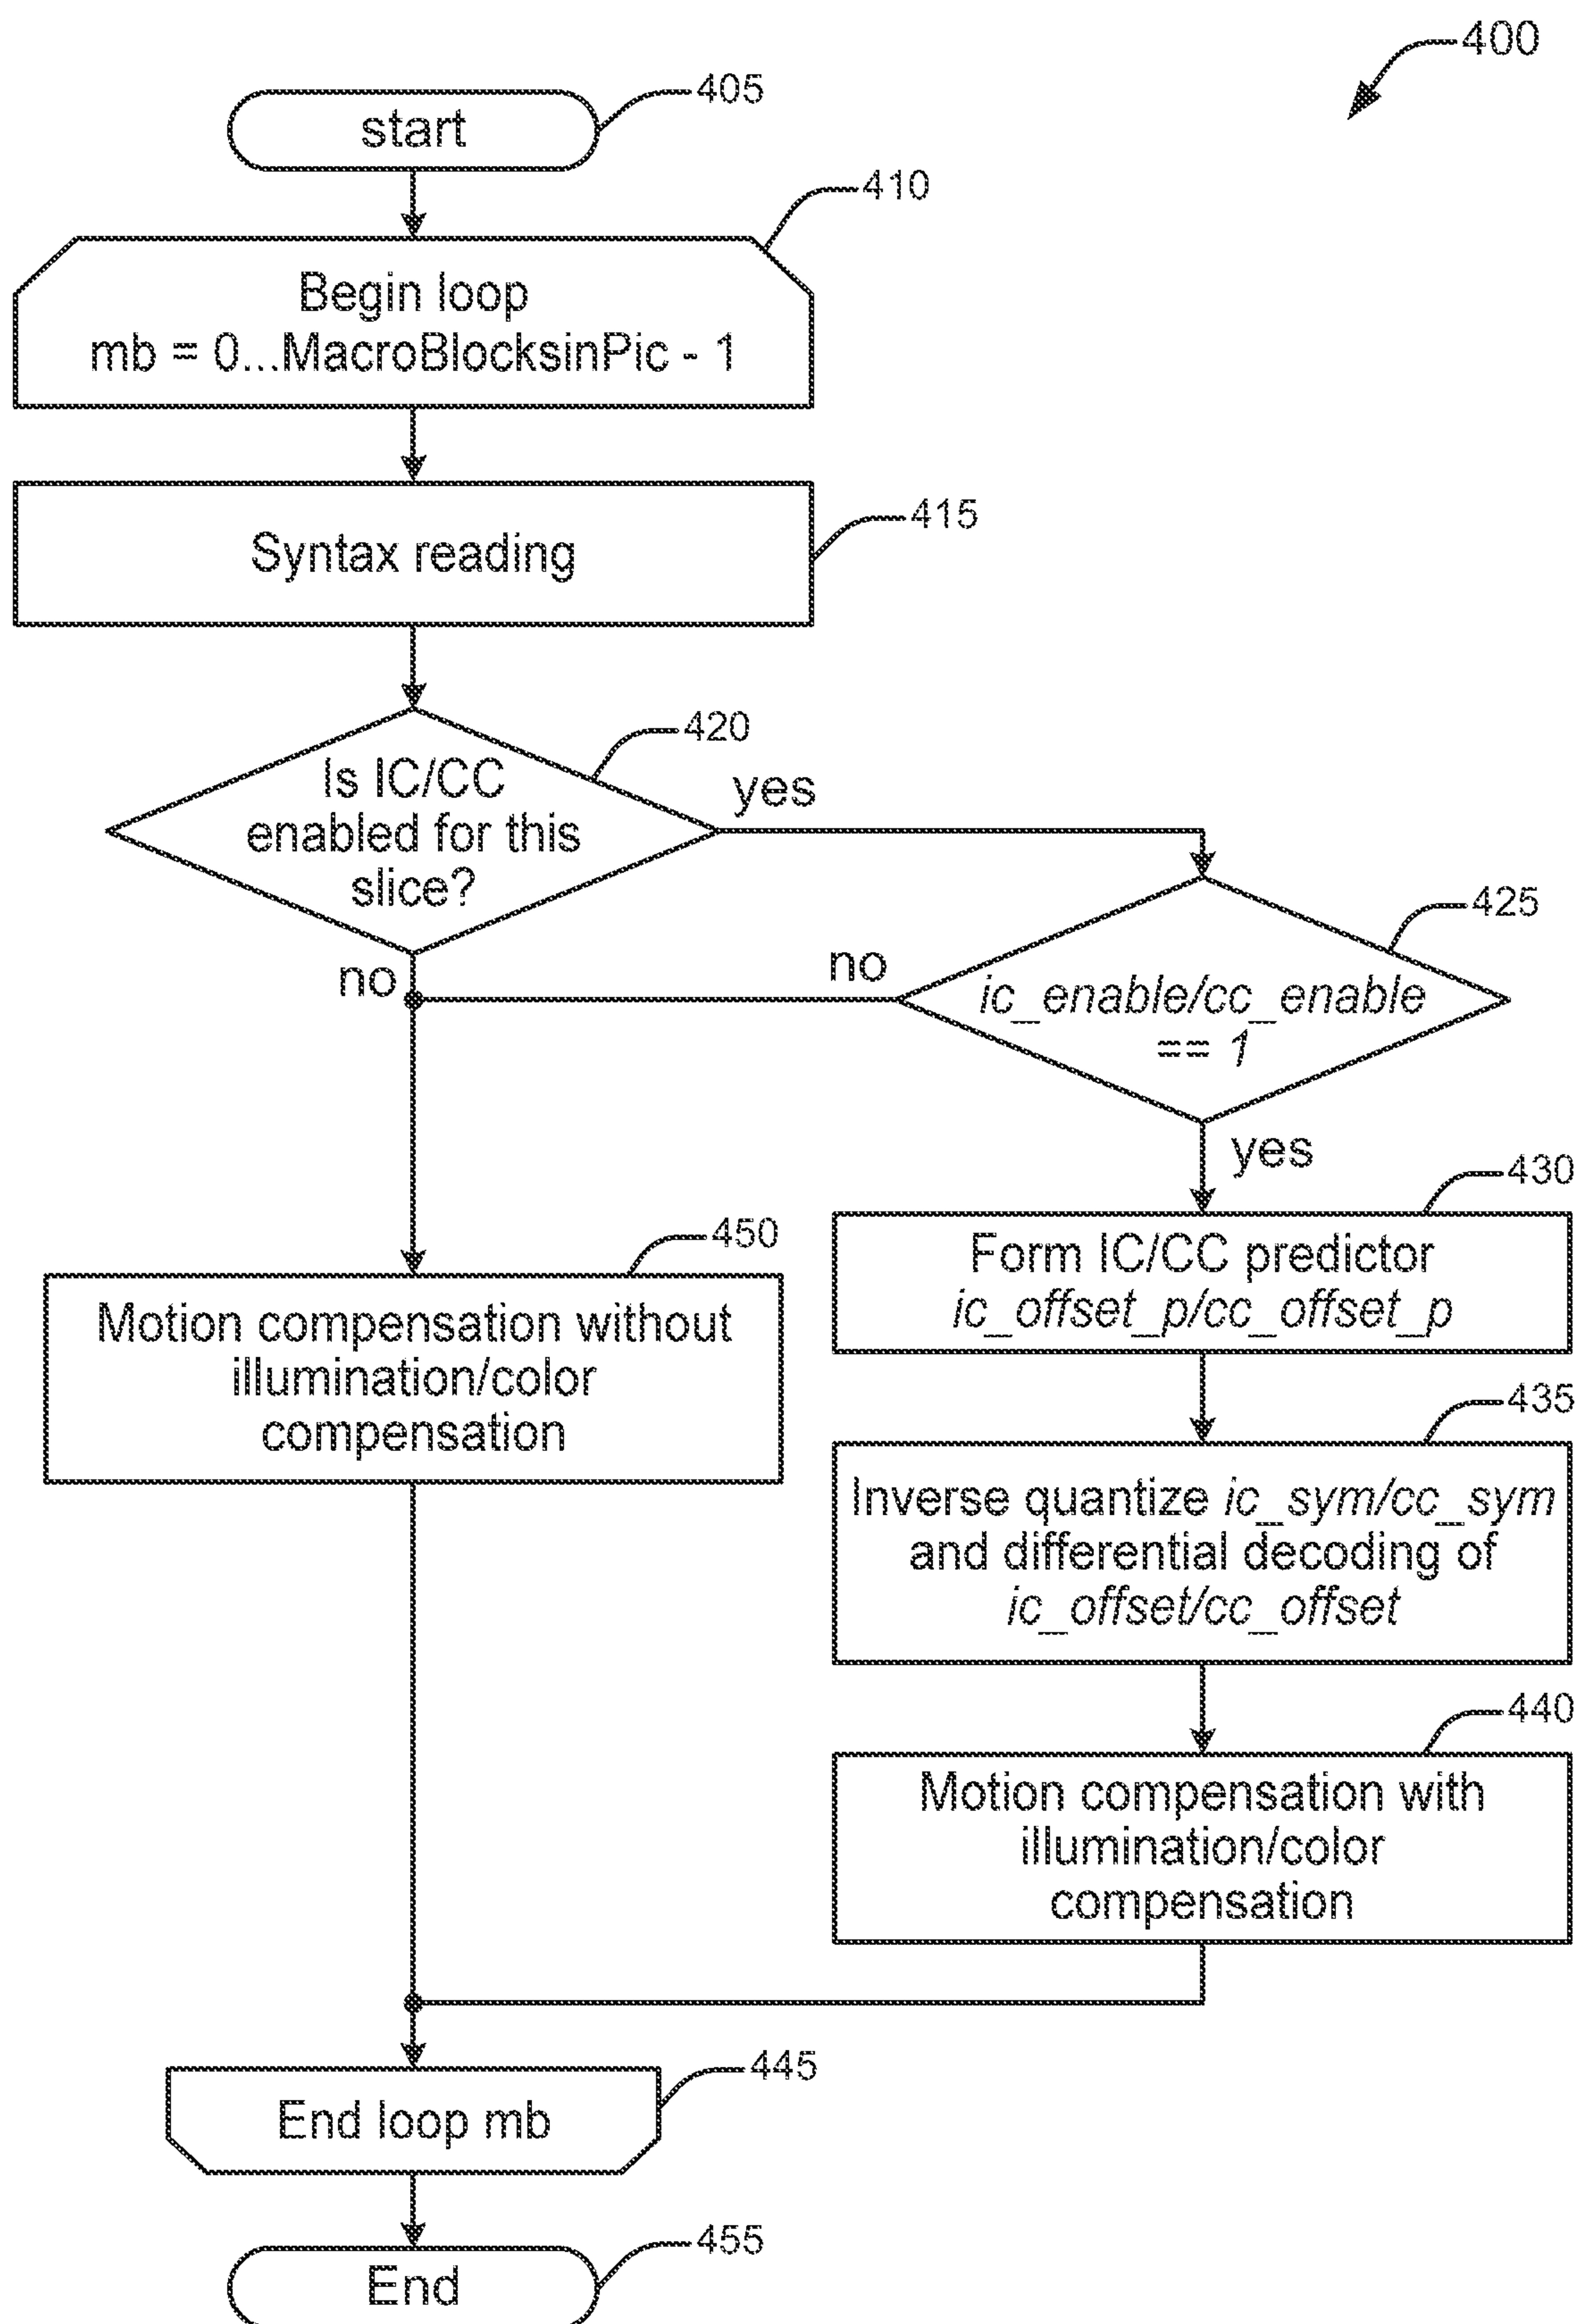 400
405
start
410
Begin loop
mb = 0...MacroBlocksinPic - 1
415
Syntax reading
420
Is IC/CC
enabled for this
slice?
yes
425
no
no
ic_enable/cc_enable
== 1
yes
430
Form IC/CC predictor
ic_offset_p/cc_offset_p
450
Motion compensation without
illumination/color
compensation
435
Inverse quantize ic_sym/cc_sym
and differential decoding of
ic_offset/cc_offset
440
Motion compensation with
illumination/color
compensation
445
End loop mb
455
End